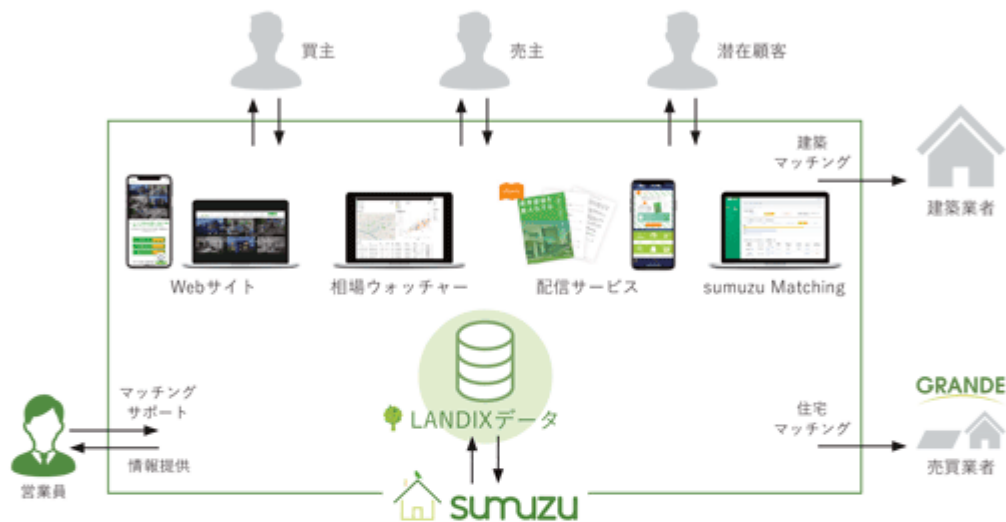 買主
売主
潜在顧客
建築
マッチング
建築業者
Webサイト
相場ウォッチャー
配信サービス
sumuzu Matching
LANDIXデータ
マッチング
サポート
情報提供
営業員
住宅
マッチング
GRANDE
売買業者
sumuzu